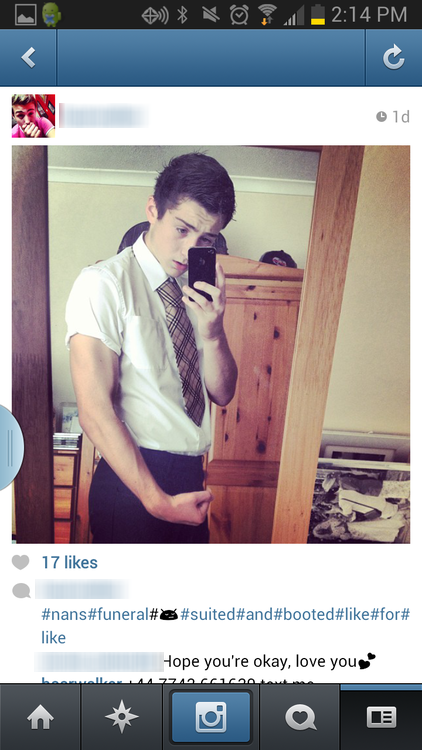 2:14 PM
1d
17 likes
#nans#funeral##suited#and#booted#like#for#
like
Hope you're okay, love you